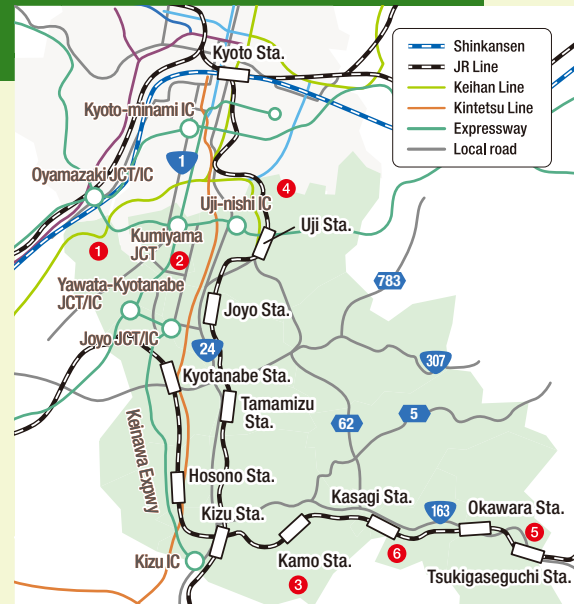 Kyoto Sta.
Shinkansen
JR Line
Keihan Line
Kintetsu Line
Expressway
Local road
Kyoto-minami IC
1
Oyamazaki JCT/IC
4
Uji-nishi IC
Uji Sta.
1
Kumiyama
JCT
2
783
Yawata-Kyotanabe
JCT/IC
Joyo Sta.
Joyo JCT/IC
24
307
Kyotanabe Sta.
Tamamizu
Sta.
5
62
Keinawa Expwy
Hosono Sta.
Kasagi Sta.
163
Okawara Sta.
Kizu Sta.
5
6
Kizu IC
Kamo Sta.
Tsukigaseguchi Sta.
3